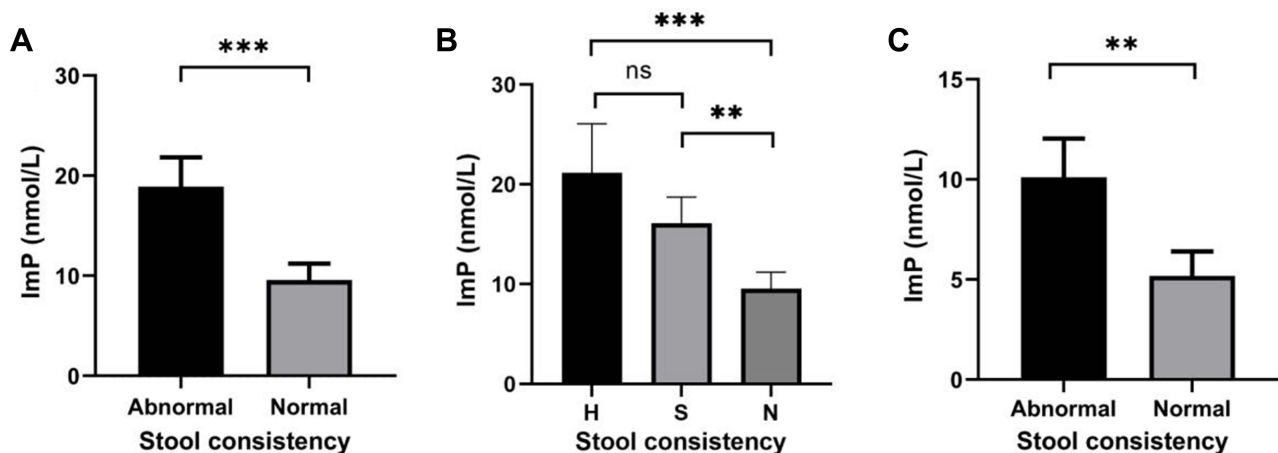 A
***
30
20
10
0
ImP (nmol/L)
Abnormal Normal
Stool consistency
B
***
ns
**
30
20
10
0
ImP (nmol/L)
H S N
Stool consistency
C
**
15
10
5
0
ImP (nmol/L)
Abnormal Normal
Stool consistency